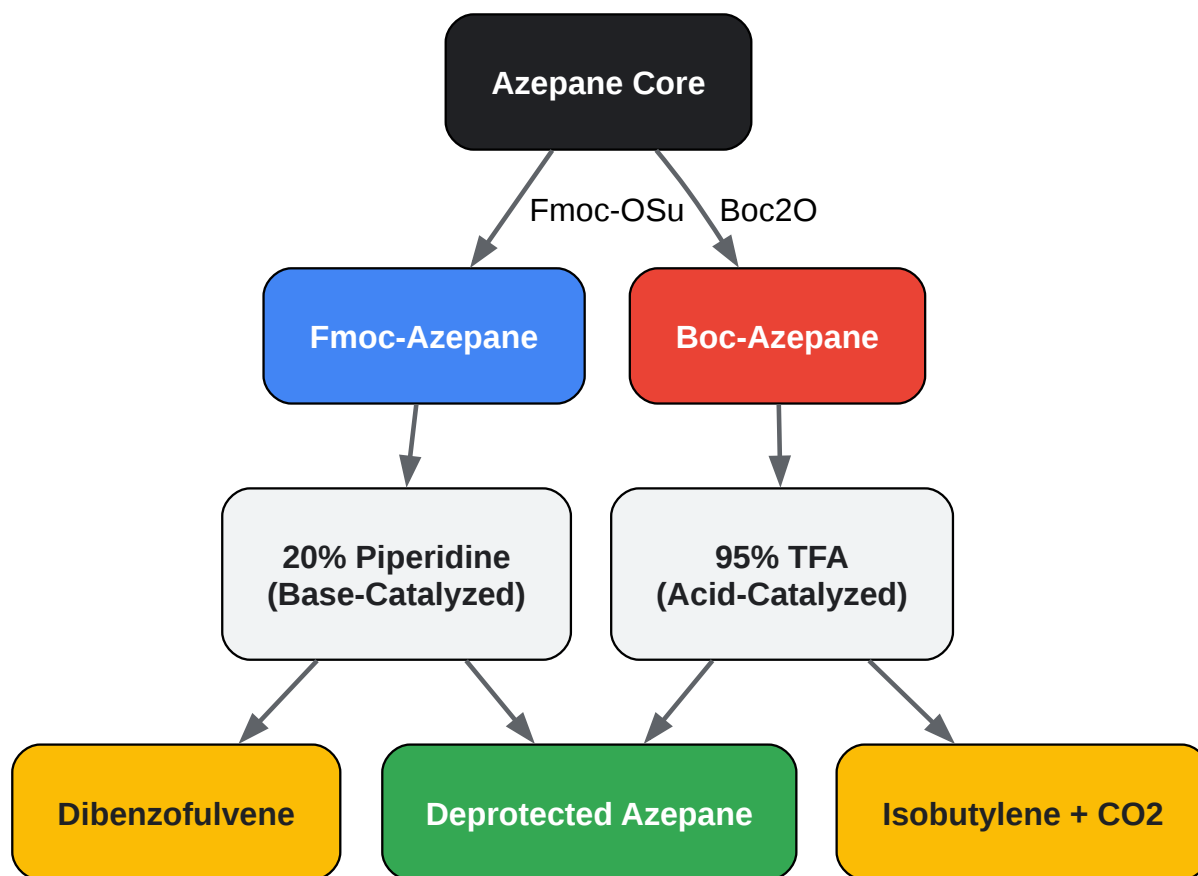 Azepane Core
Fmoc-OSu
Boc2O
Fmoc-Azepane
Boc-Azepane
20% Piperidine
(Base-Catalyzed)
95% TFA
(Acid-Catalyzed)
Dibenzofulvene
Deprotected Azepane
Isobutylene + CO2